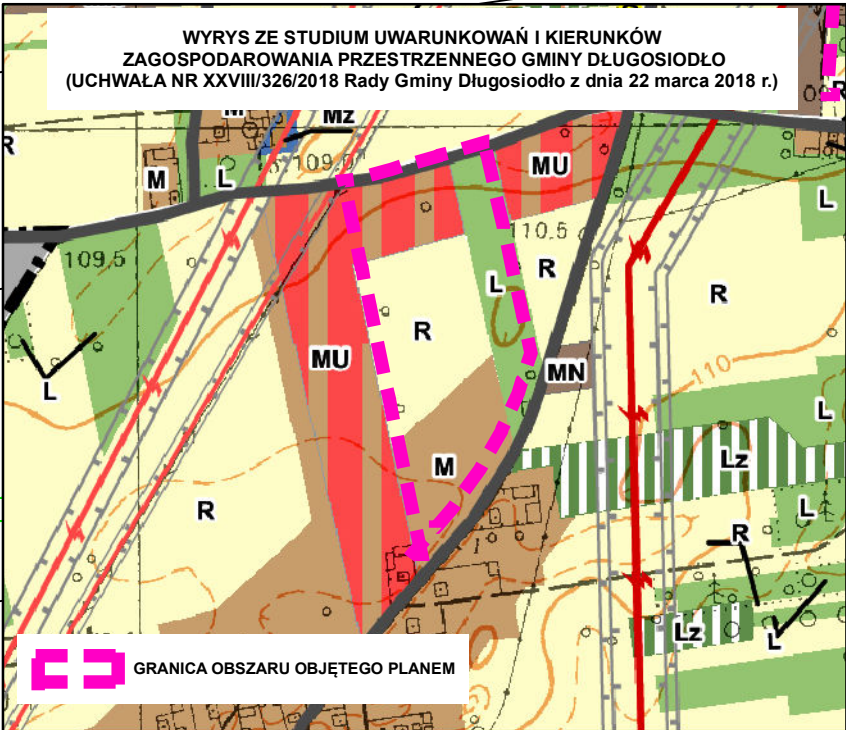 WYRYS ZE STUDIUM UWARUNKOWAŃ I KIERUNKÓW
ZAGOSPODAROWANIA PRZESTRZENNEGO GMINY DŁUGOSIODŁO
(UCHWAŁA NR XXVIII/326/2018 Rady Gminy Długosiodło z dnia 22 marca 2018 r.)
Mz
R
M
L
109.0
MU
L
109.5
110.5
R
L
R
R
MU
MN
L
110
L
M
Lz
R
L
R
Lz
L
GRANICA OBSZARU OBJĘTEGO PLANEM